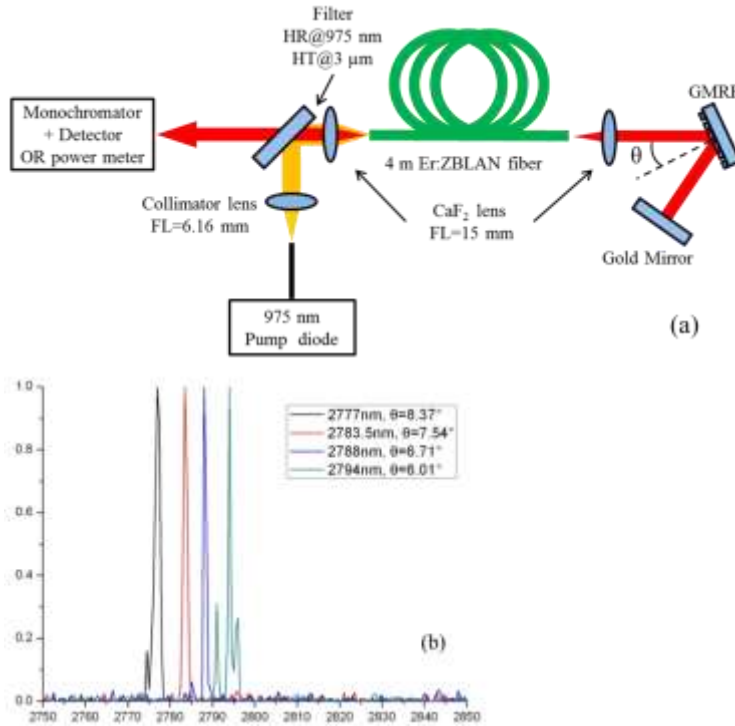 Filter
HR@975 nm
HT@3 µm
GMRF
Monochromator
+ Detector
OR power meter
4 m Er:ZBLAN fiber
θ
Collimator lens
FL=6.16 mm
CaF₂ lens
FL=15 mm
Gold Mirror
975 nm
Pump diode
(a)
1.0
0.8
0.6
0.4
0.2
0.0
2777nm, θ=8.37°
2783.5nm, θ=7.54°
2788nm, θ=6.71°
2794nm, θ=6.01°
(b)
2750 2760 2770 2780 2790 2800 2810 2820 2830 2840 2850